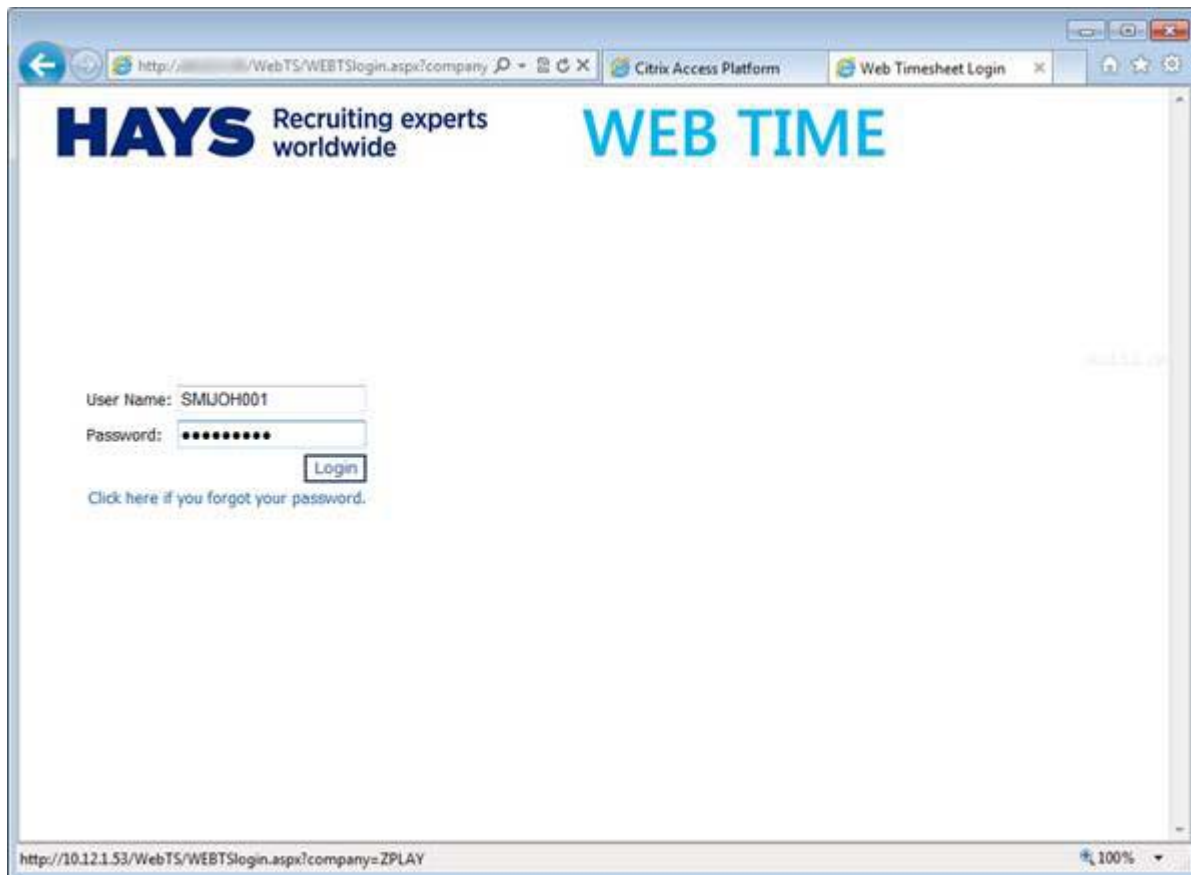 http:/ /WebTS/WEBTSlogin.aspx?company
Citrix Access Platform
Web Timesheet Login
HAYS Recruiting experts
worldwide
WEB TIME
User Name: SMIJOH001
Password: •••••••••
Login
Click here if you forgot your password.
http://10.12.1.53/WebTS/WEBTSlogin.aspx?company=ZPLAY
100%